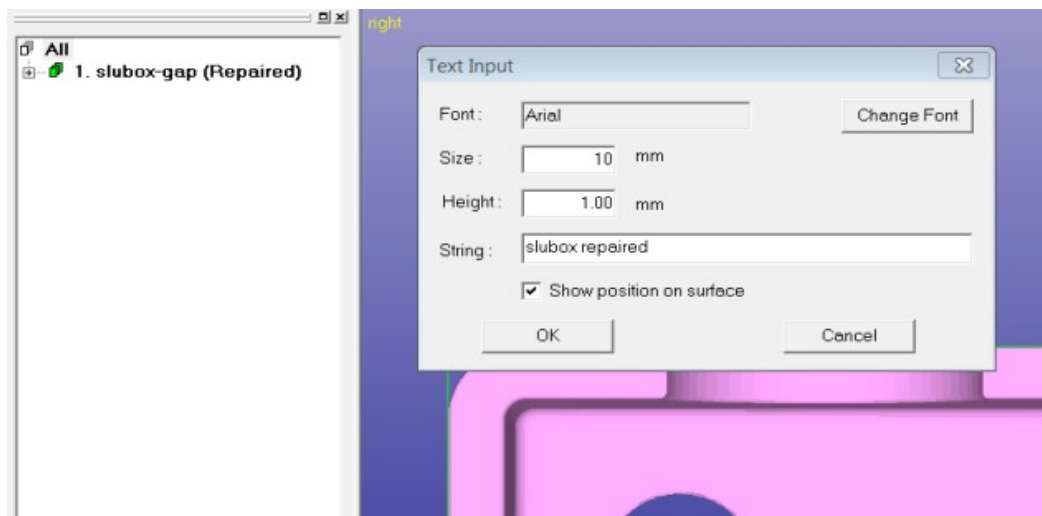 All
1. slubox-gap (Repaired)
right
Text Input
Font: Arial Change Font
Size: 10 mm
Height: 1.00 mm
String: slubox repaired
Show position on surface
OK Cancel